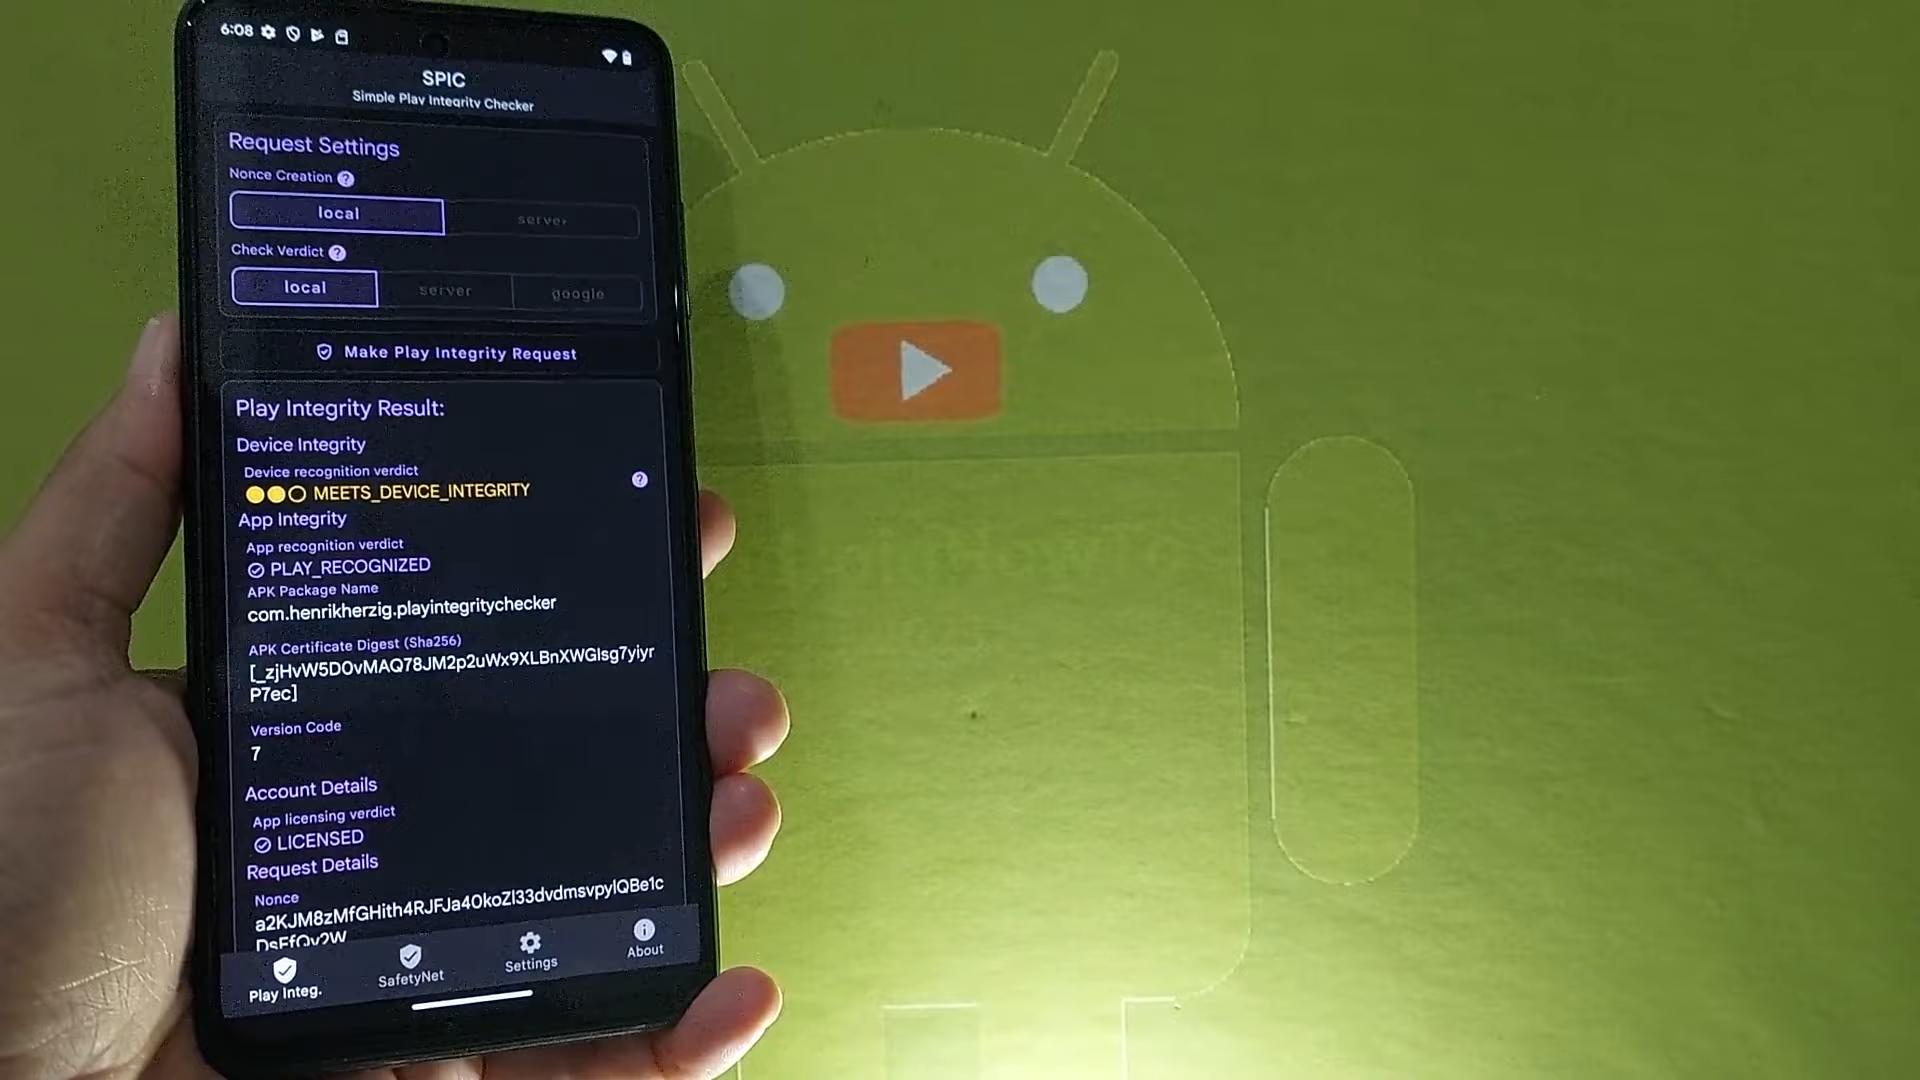 6:08
SPIC
Simple Play Integrity Checker
Request Settings
Nonce Creation ?
local server
Check Verdict ?
local server google
Make Play Integrity Request
Play Integrity Result:
Device Integrity
Device recognition verdict
MEETS_DEVICE_INTEGRITY ?
App Integrity
App recognition verdict
PLAY_RECOGNIZED
APK Package Name
com.henrikherzig.playintegritychecker
APK Certificate Digest (Sha256)
[_zjHvW5D0vMAQ78JM2p2uWx9XLBnXWGlsg7yiyr
P7ec]
Version Code
7
Account Details
App licensing verdict
LICENSED
Request Details
Nonce
a2KJM8zMfGHith4RJFJa40koZl33dvdmsvpylQBe1c
DsEfQv2W
Play Integ. SafetyNet Settings About